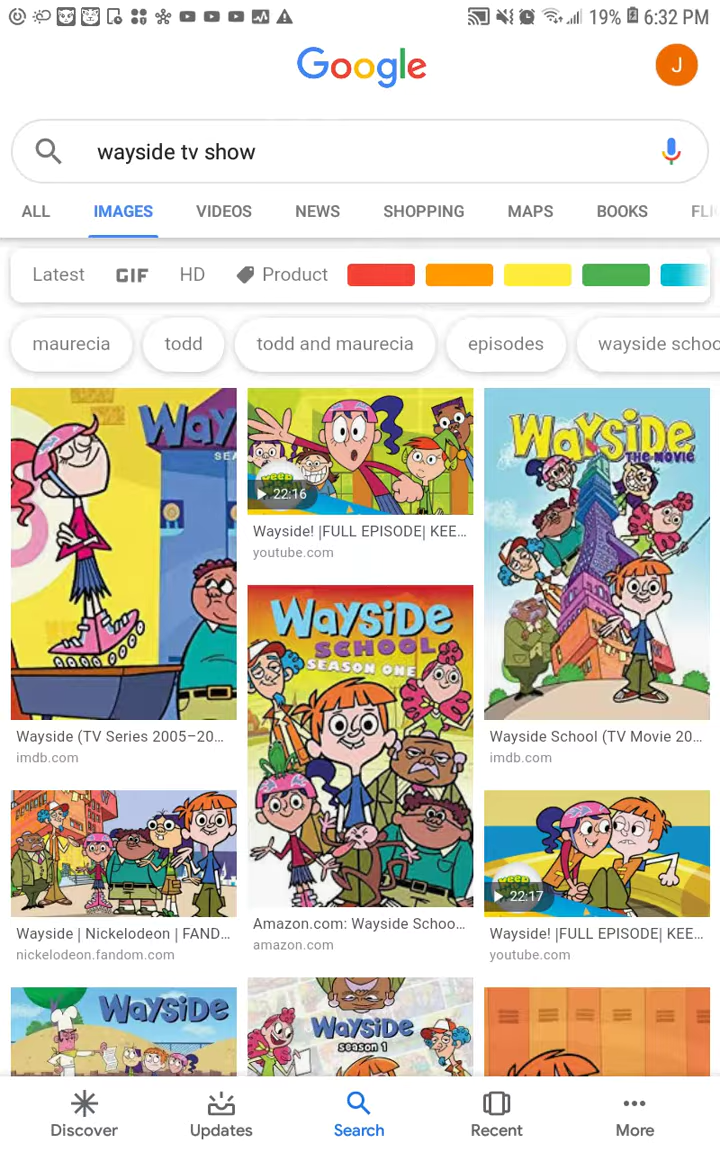 19% 6:32 PM
Google
J
wayside tv show
ALL IMAGES VIDEOS NEWS SHOPPING MAPS BOOKS FLI
Latest GIF HD Product
maurecia todd todd and maurecia episodes wayside schoo
Way
SEA
22:16
Wayside! |FULL EPISODE| KEE...
youtube.com
WaySiDe
THE MOVIE
WaySiDe
SCHOOL
SEASON ONE
Wayside (TV Series 2005–20...
imdb.com
Wayside School (TV Movie 20...
imdb.com
22:17
Wayside | Nickelodeon | FAND...
nickelodeon.fandom.com
Amazon.com: Wayside Schoo...
amazon.com
Wayside! |FULL EPISODE| KEE...
youtube.com
WaySiDe
WaySiDe
season 1
Discover Updates Search Recent More